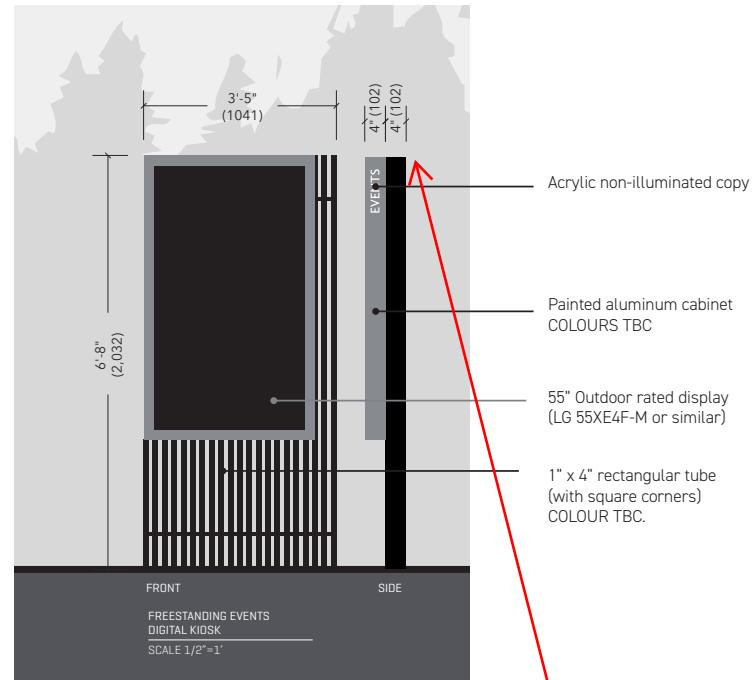 3'-5"
(1041)
4" (102)
4" (102)
EVENTS
Acrylic non-illuminated copy
6'-8"
(2,032)
Painted aluminum cabinet
COLOURS TBC
55" Outdoor rated display
(LG 55XE4F-M or similar)
1" x 4" rectangular tube
(with square corners)
COLOUR TBC.
FRONT
SIDE
FREESTANDING EVENTS
DIGITAL KIOSK
SCALE 1/2"=1'